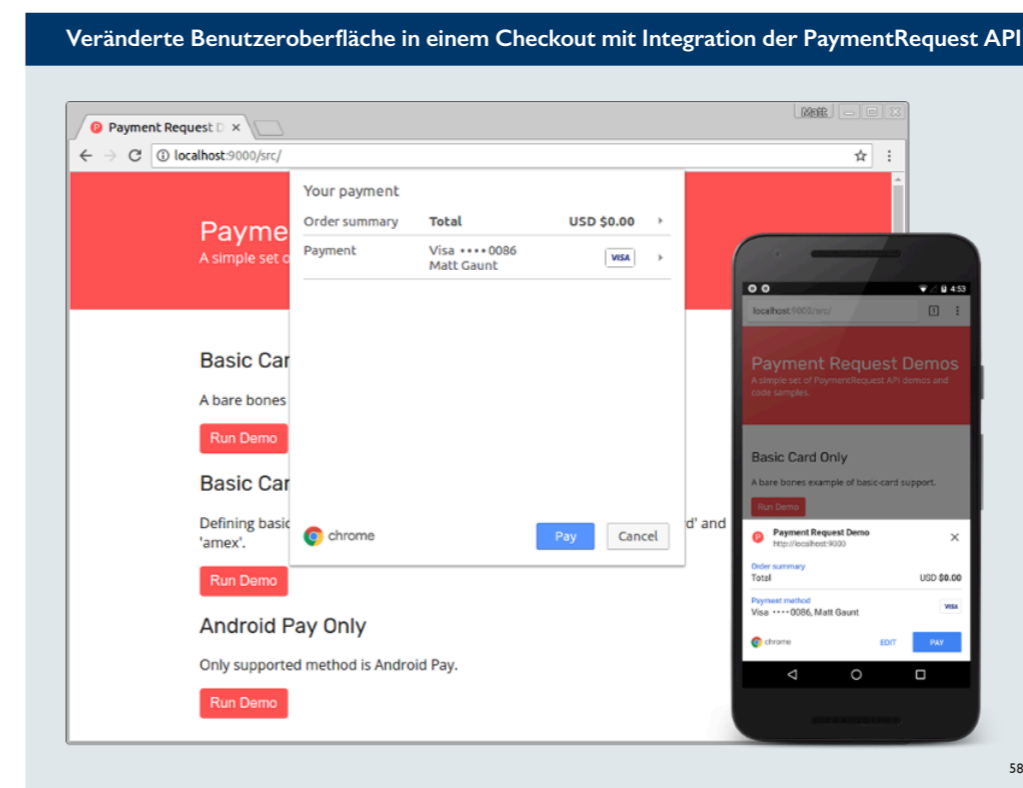 Veränderte Benutzeroberfläche in einem Checkout mit Integration der PaymentRequest API
Matt
Payment Request D
localhost:9000/src/
Payme
A simple set o
Your payment
Order summary Total USD $0.00
Payment Visa ••••0086
Matt Gaunt
VISA
chrome
Pay Cancel
Basic Car
A bare bones
Run Demo
Basic Car
Defining basic d' and
'amex'.
Run Demo
Android Pay Only
Only supported method is Android Pay.
Run Demo
4:53
localhost:9000/src/
1
Payment Request Demos
A simple set of PaymentRequest API demos and
code samples.
Basic Card Only
A bare bones example of basic-card support.
Run Demo
Payment Request Demo
http://localhost:9000
Order summary
Total USD $0.00
Payment method
Visa ••••0086, Matt Gaunt
VISA
chrome EDIT PAY
58